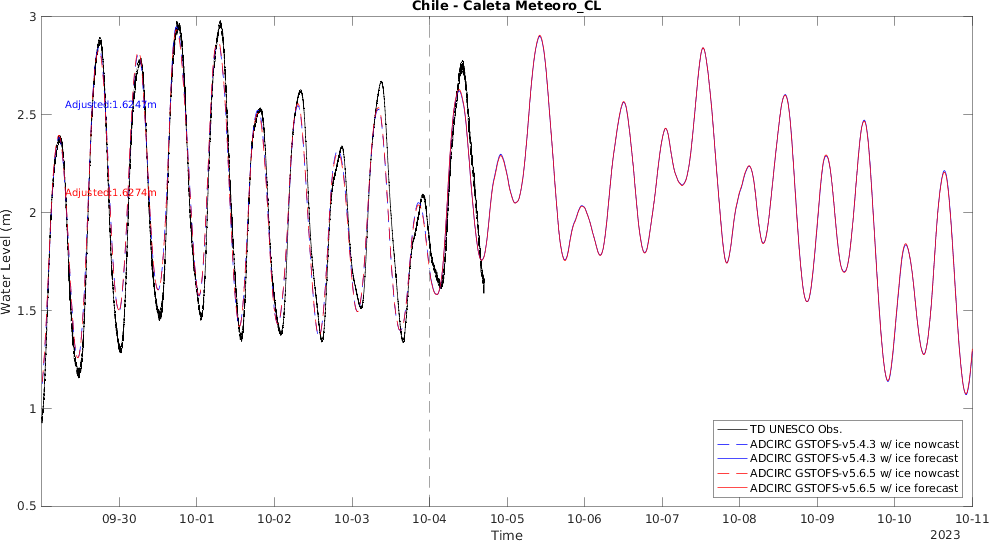 Chile - Caleta Meteoro_CL
3
2.5
2
1.5
1
0.5
Water Level (m)
Adjusted:1.6247m
Adjusted:1.6274m
TD UNESCO Obs.
ADCIRC GSTOFS-v5.4.3 w/ ice nowcast
ADCIRC GSTOFS-v5.4.3 w/ ice forecast
ADCIRC GSTOFS-v5.6.5 w/ ice nowcast
ADCIRC GSTOFS-v5.6.5 w/ ice forecast
09-30 10-01 10-02 10-03 10-04 10-05 10-06 10-07 10-08 10-09 10-10 10-11
Time
2023